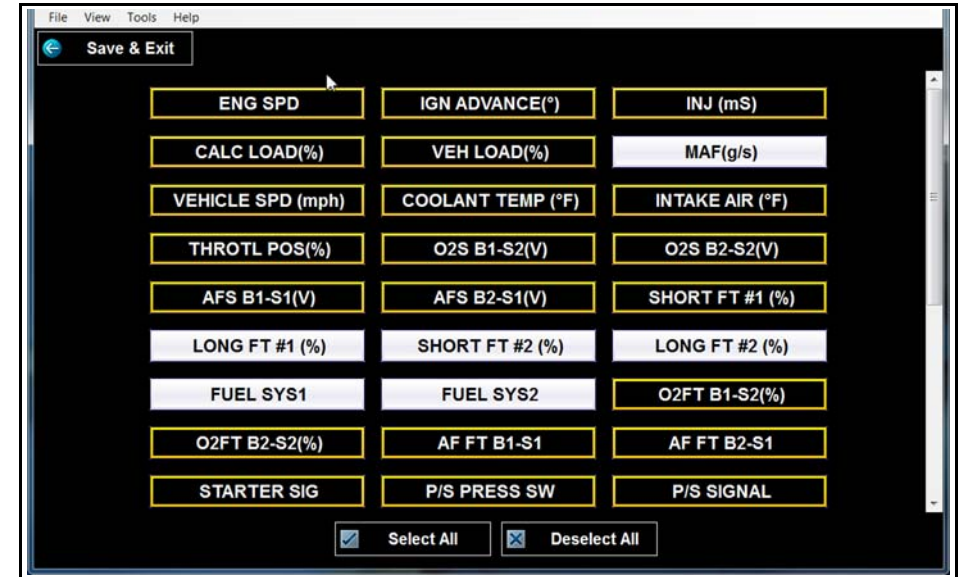 File View Tools Help
Save & Exit
ENG SPD IGN ADVANCE(°) INJ (mS)
CALC LOAD(%) VEH LOAD(%) MAF(g/s)
VEHICLE SPD (mph) COOLANT TEMP (°F) INTAKE AIR (°F)
THROTL POS(%) O2S B1-S2(V) O2S B2-S2(V)
AFS B1-S1(V) AFS B2-S1(V) SHORT FT #1 (%)
LONG FT #1 (%) SHORT FT #2 (%) LONG FT #2 (%)
FUEL SYS1 FUEL SYS2 O2FT B1-S2(%)
O2FT B2-S2(%) AF FT B1-S1 AF FT B2-S1
STARTER SIG P/S PRESS SW P/S SIGNAL
Select All Deselect All